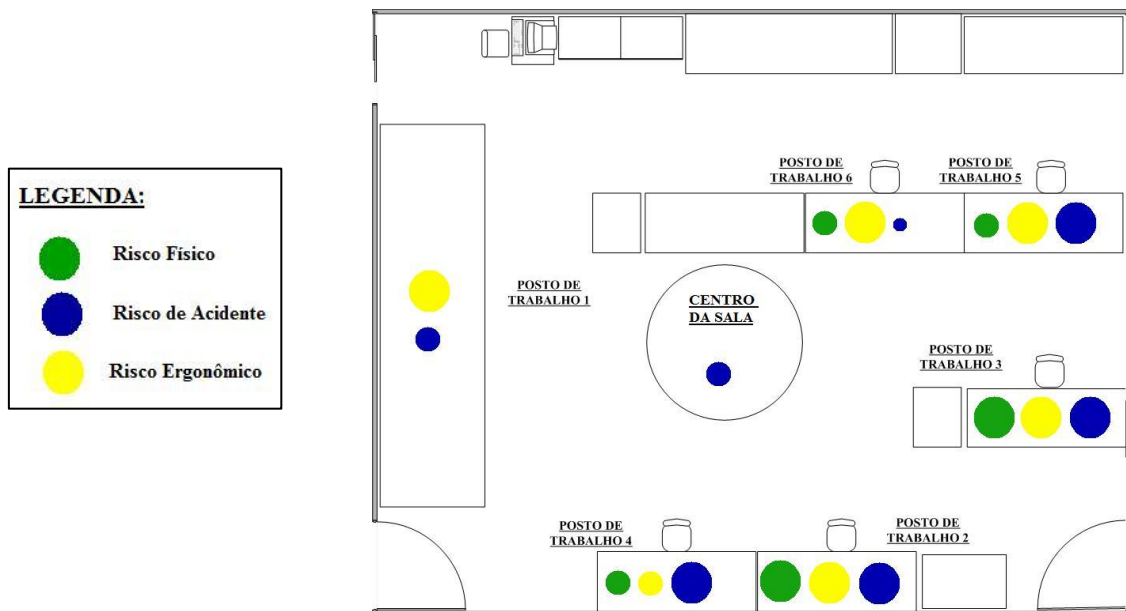 LEGENDA:
Risco Físico
Risco de Acidente
Risco Ergonômico
POSTO DE
TRABALHO 6
POSTO DE
TRABALHO 5
POSTO DE
TRABALHO 1
CENTRO
DA SALA
POSTO DE
TRABALHO 3
POSTO DE
TRABALHO 4
POSTO DE
TRABALHO 2